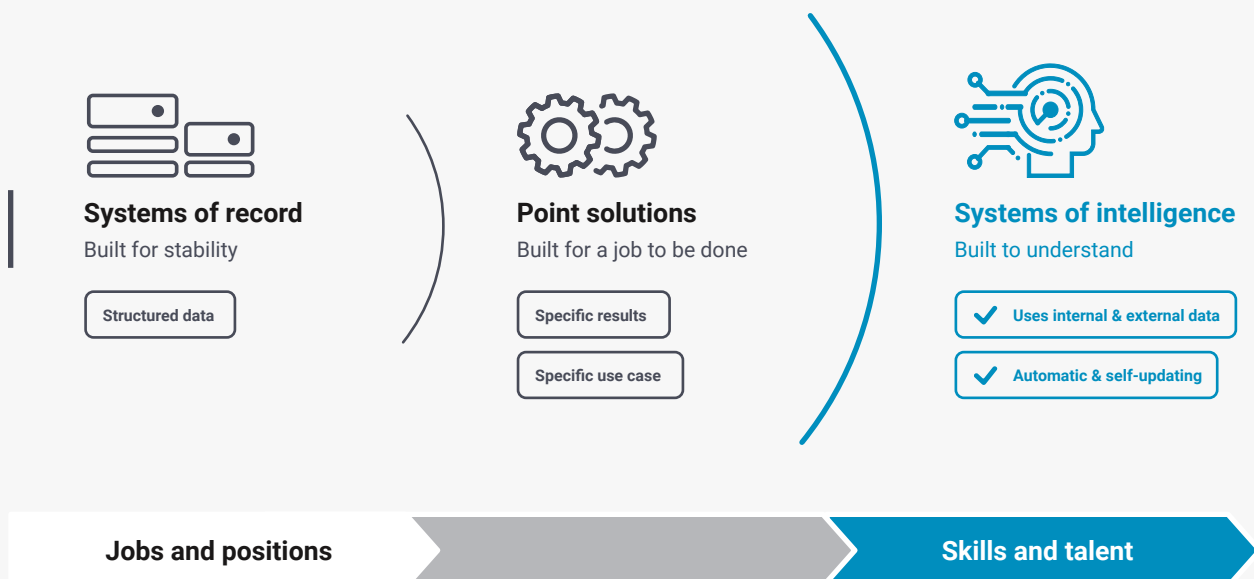 Systems of record
Built for stability
Structured data
Point solutions
Built for a job to be done
Specific results
Specific use case
Systems of intelligence
Built to understand
Uses internal & external data
Automatic & self-updating
Jobs and positions
Skills and talent